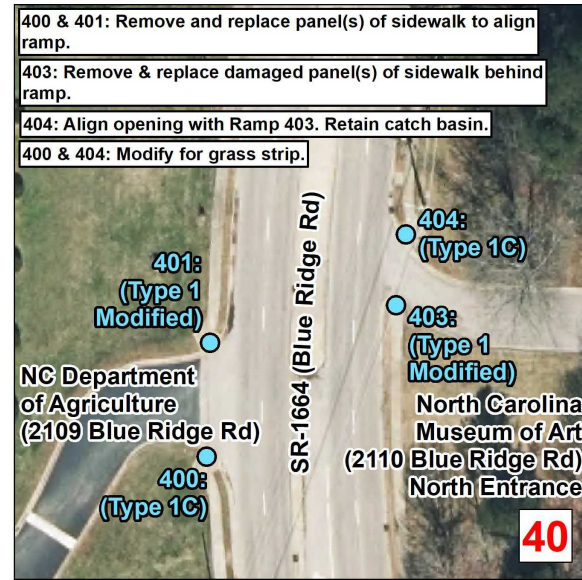 400 & 401: Remove and replace panel(s) of sidewalk to align
ramp.
403: Remove & replace damaged panel(s) of sidewalk behind
ramp.
404: Align opening with Ramp 403. Retain catch basin.
400 & 404: Modify for grass strip.
404:
(Type 1C)
401:
(Type 1
Modified)
403:
(Type 1
Modified)
SR-1664 (Blue Ridge Rd)
NC Department
of Agriculture
(2109 Blue Ridge Rd)
North Carolina
Museum of Art
(2110 Blue Ridge Rd)
North Entrance
400:
(Type 1C)
40